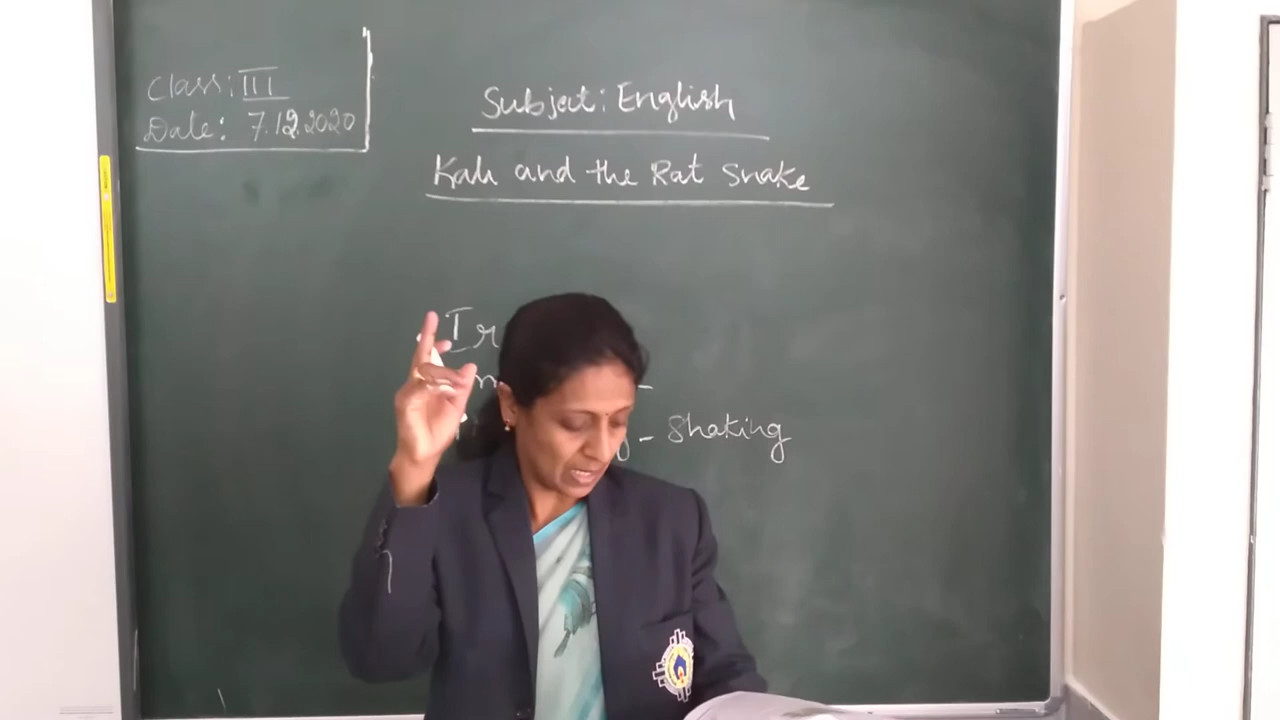 Class: III
Date: 7.12.2020
Subject: English
Kali and the Rat Snake
- Shaking